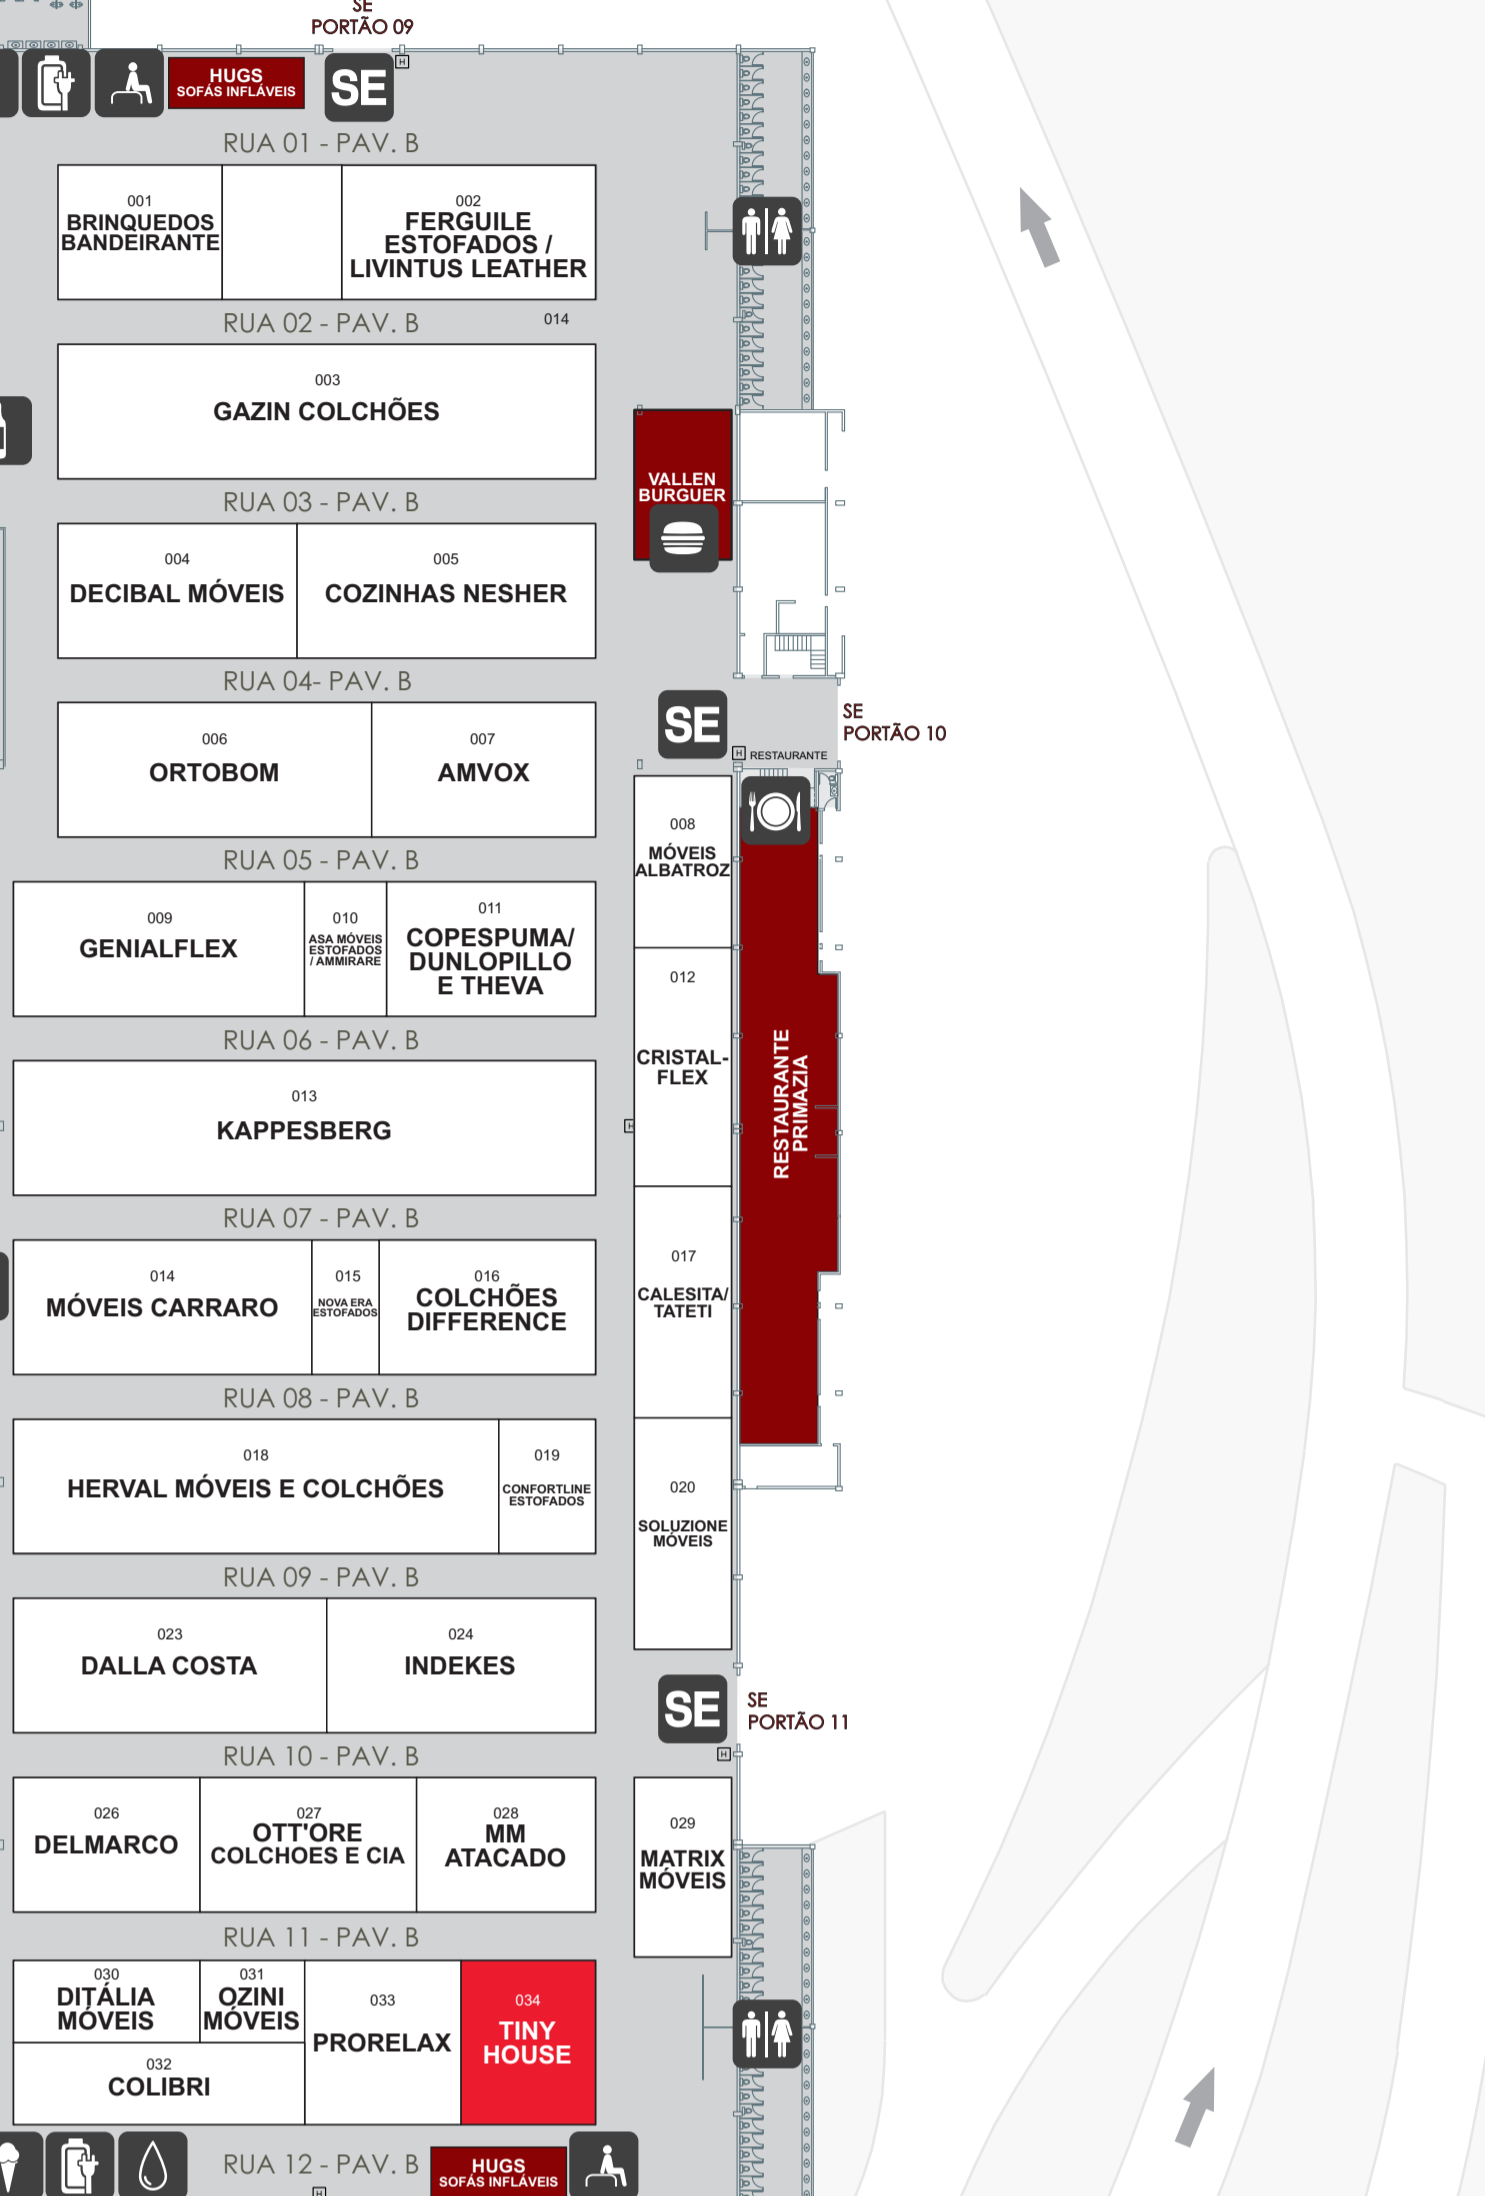 SE
PORTÃO 09
HUGS
SOFÁS INFLÁVEIS
SE
H
RUA 01 - PAV. B
001
BRINQUEDOS
BANDEIRANTE
002
FERGUILE
ESTOFADOS /
LIVINTUS LEATHER
RUA 02 - PAV. B
014
003
GAZIN COLCHÕES
VALLEN
BURGUER
RUA 03 - PAV. B
004
DECIBAL MÓVEIS
005
COZINHAS NESHER
RUA 04- PAV. B
SE
SE
PORTÃO 10
H RESTAURANTE
006
ORTOBOM
007
AMVOX
008
MÓVEIS
ALBATROZ
RUA 05 - PAV. B
009
GENIALFLEX
010
ASA MÓVEIS
ESTOFADOS
/ AMMIRARE
011
COPESPUMA/
DUNLOPILLO
E THEVA
012
CRISTAL-
FLEX
RESTAURANTE
PRIMAZIA
RUA 06 - PAV. B
013
KAPPESBERG
H
RUA 07 - PAV. B
014
MÓVEIS CARRARO
015
NOVA ERA
ESTOFADOS
016
COLCHÕES
DIFFERENCE
017
CALESITA/
TATETI
RUA 08 - PAV. B
018
HERVAL MÓVEIS E COLCHÕES
019
CONFORTLINE
ESTOFADOS
020
SOLUZIONE
MÓVEIS
RUA 09 - PAV. B
023
DALLA COSTA
024
INDEKES
SE
SE
PORTÃO 11
H
RUA 10 - PAV. B
026
DELMARCO
027
OTT'ORE
COLCHOES E CIA
028
MM
ATACADO
029
MATRIX
MÓVEIS
RUA 11 - PAV. B
030
DITÁLIA
MÓVEIS
031
OZINI
MÓVEIS
032
COLIBRI
033
PRORELAX
034
TINY
HOUSE
RUA 12 - PAV. B
HUGS
SOFÁS INFLÁVEIS
H